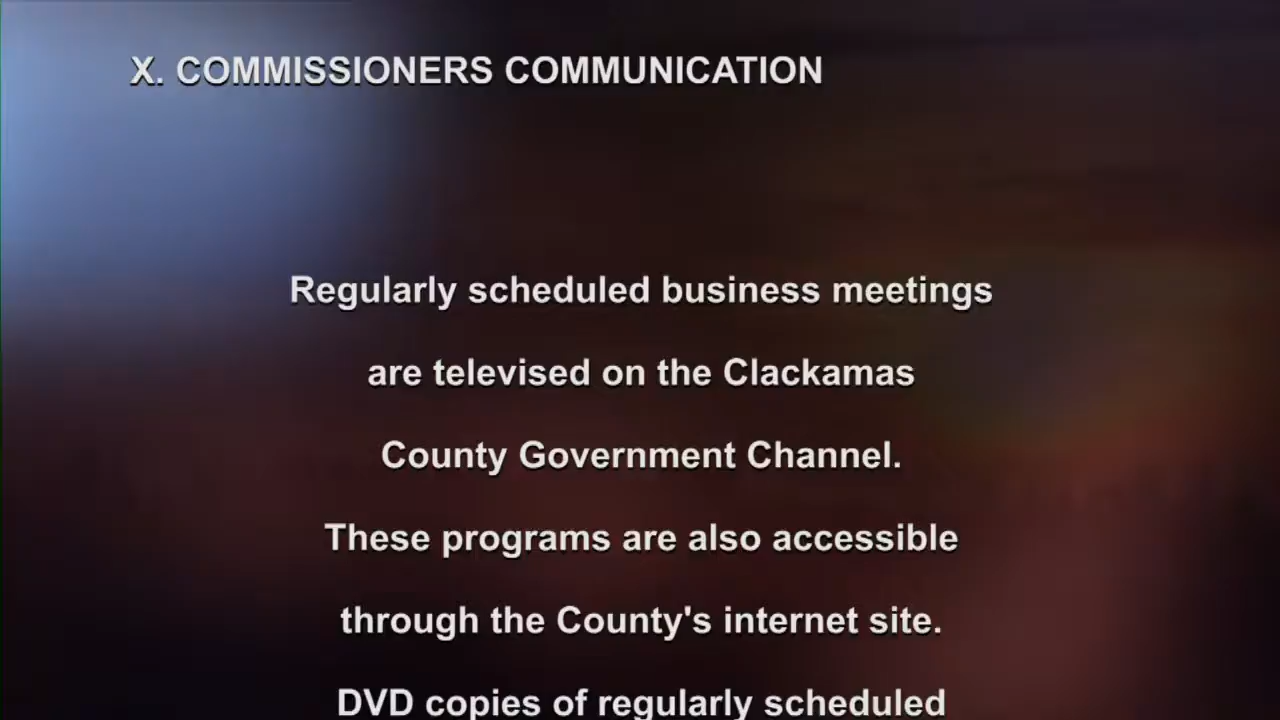 X. COMMISSIONERS COMMUNICATION
Regularly scheduled business meetings
are televised on the Clackamas
County Government Channel.
These programs are also accessible
through the County's internet site.
DVD copies of regularly scheduled